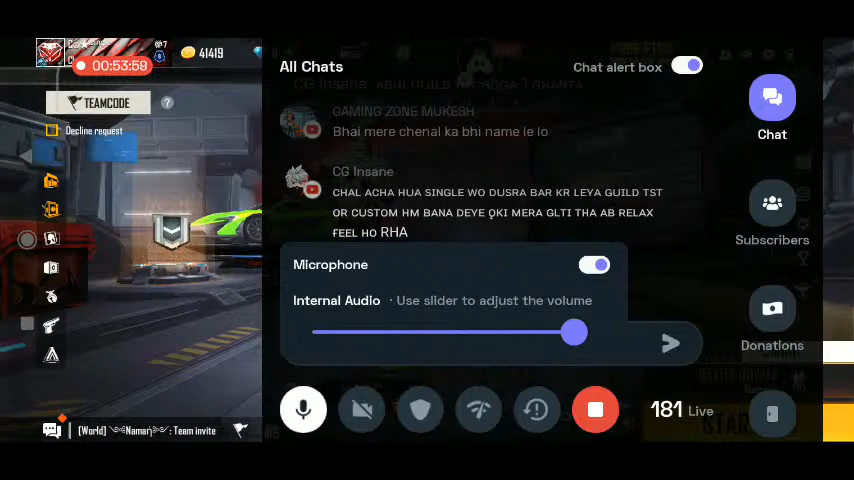 41419
00:53:59
TEAMCODE
?
Decline request
[World] Naman: Team invite
All Chats
Chat alert box
GAMING ZONE MUKESH
Bhai mere chenal ka bhi name le lo
CG Insane
CHAL ACHA HUA SINGLE WO DUSRA BAR KR LEYA GUILD TST
OR CUSTOM HM BANA DEYE QKI MERA GLTI THA AB RELAX
FEEL HO RHA
Microphone
Internal Audio · Use slider to adjust the volume
181 Live
Chat
Subscribers
Donations